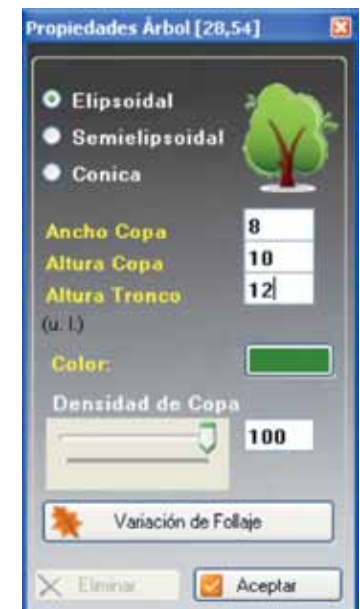 Propiedades Árbol [28,54]
Elipsoidal
Semielipsoidal
Conica
Ancho Copa 8
Altura Copa 10
Altura Tronco 12
(u. l.)
Color:
Densidad de Copa
100
Variación de Follaje
Eliminar Aceptar